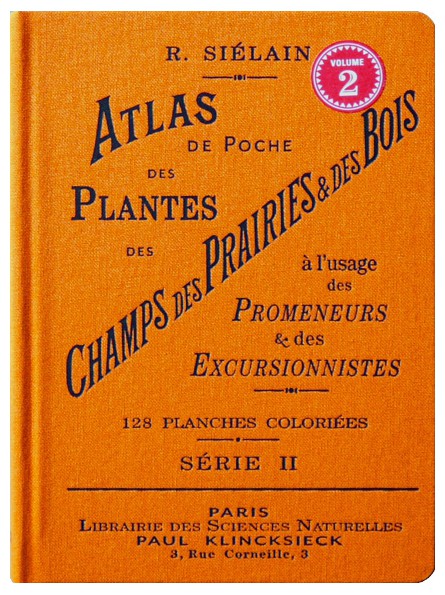 R. SIÉLAIN
VOLUME
2
ATLAS
DE POCHE
DES
PLANTES
DES
CHAMPS DES PRAIRIES & DES BOIS
à l'usage
des
PROMENEURS
& des
EXCURSIONNISTES
128 PLANCHES COLORIÉES
SÉRIE II
PARIS
LIBRAIRIE DES SCIENCES NATURELLES
PAUL KLINCKSIECK
3, Rue Corneille, 3